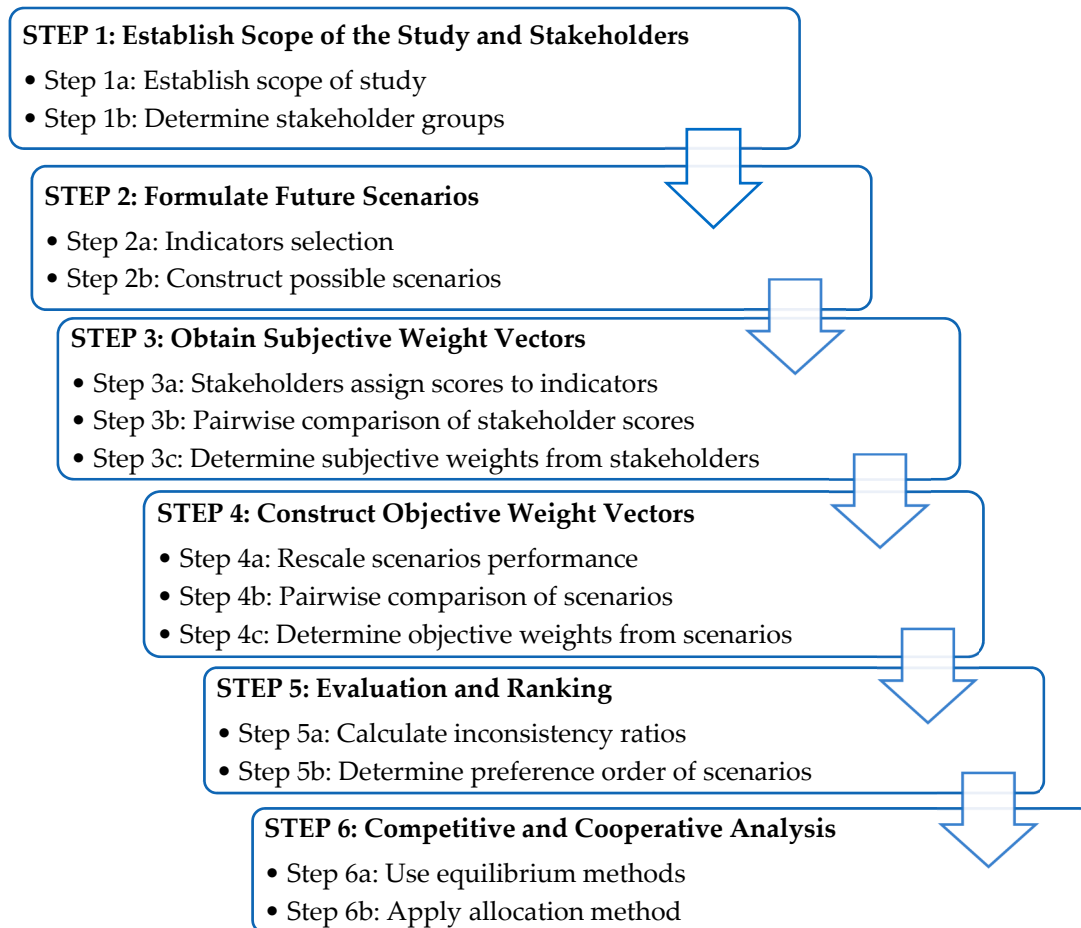 STEP 1: Establish Scope of the Study and Stakeholders
• Step 1a: Establish scope of study
• Step 1b: Determine stakeholder groups
STEP 2: Formulate Future Scenarios
• Step 2a: Indicators selection
• Step 2b: Construct possible scenarios
STEP 3: Obtain Subjective Weight Vectors
• Step 3a: Stakeholders assign scores to indicators
• Step 3b: Pairwise comparison of stakeholder scores
• Step 3c: Determine subjective weights from stakeholders
STEP 4: Construct Objective Weight Vectors
• Step 4a: Rescale scenarios performance
• Step 4b: Pairwise comparison of scenarios
• Step 4c: Determine objective weights from scenarios
STEP 5: Evaluation and Ranking
• Step 5a: Calculate inconsistency ratios
• Step 5b: Determine preference order of scenarios
STEP 6: Competitive and Cooperative Analysis
• Step 6a: Use equilibrium methods
• Step 6b: Apply allocation method